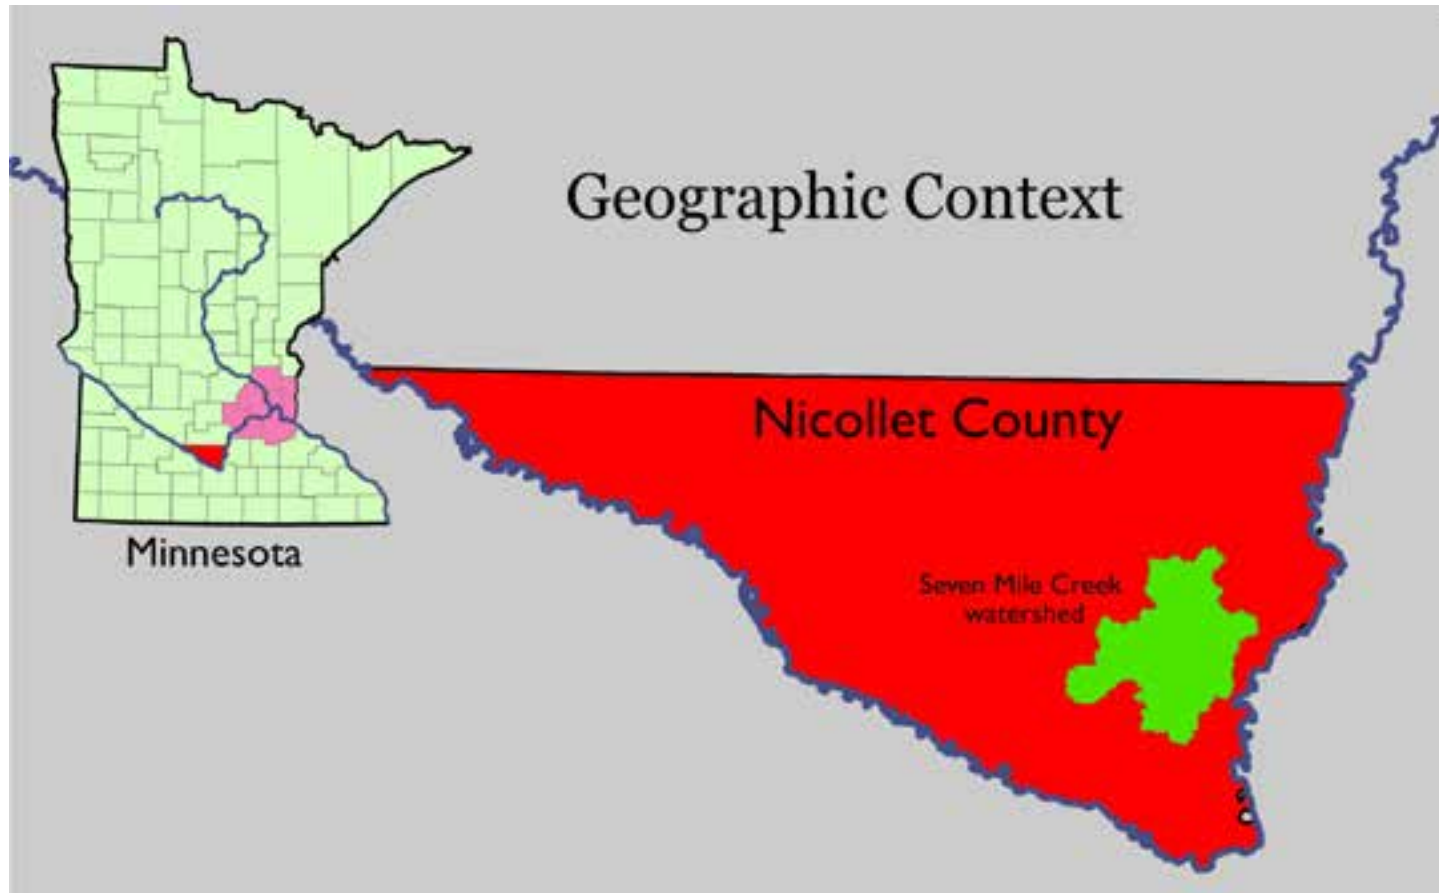 Geographic Context
Nicollet County
Minnesota
Seven Mile Creek
watershed